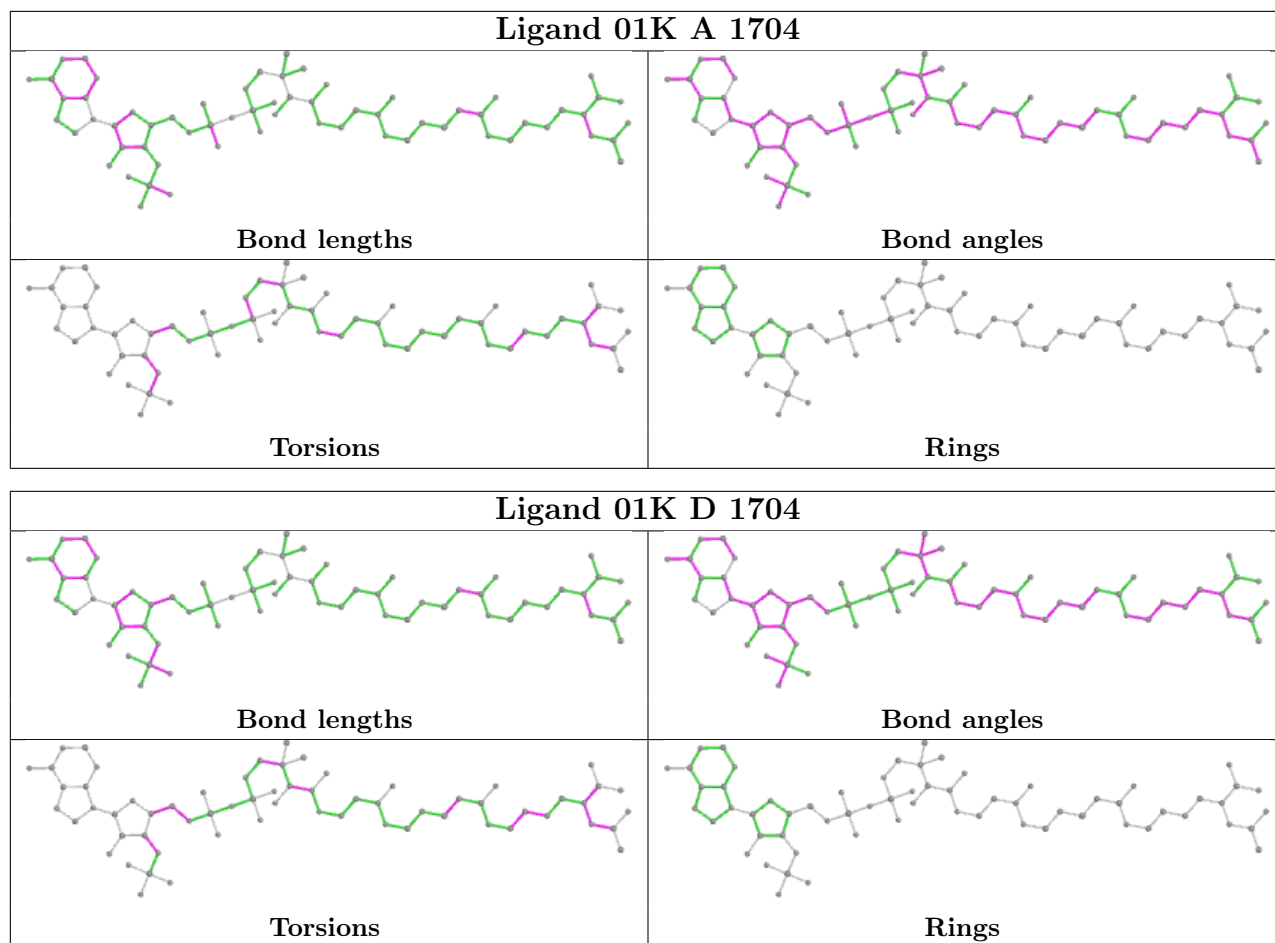 Ligand 01K A 1704
Bond lengths
Bond angles
Torsions
Rings
Ligand 01K D 1704
Bond lengths
Bond angles
Torsions
Rings